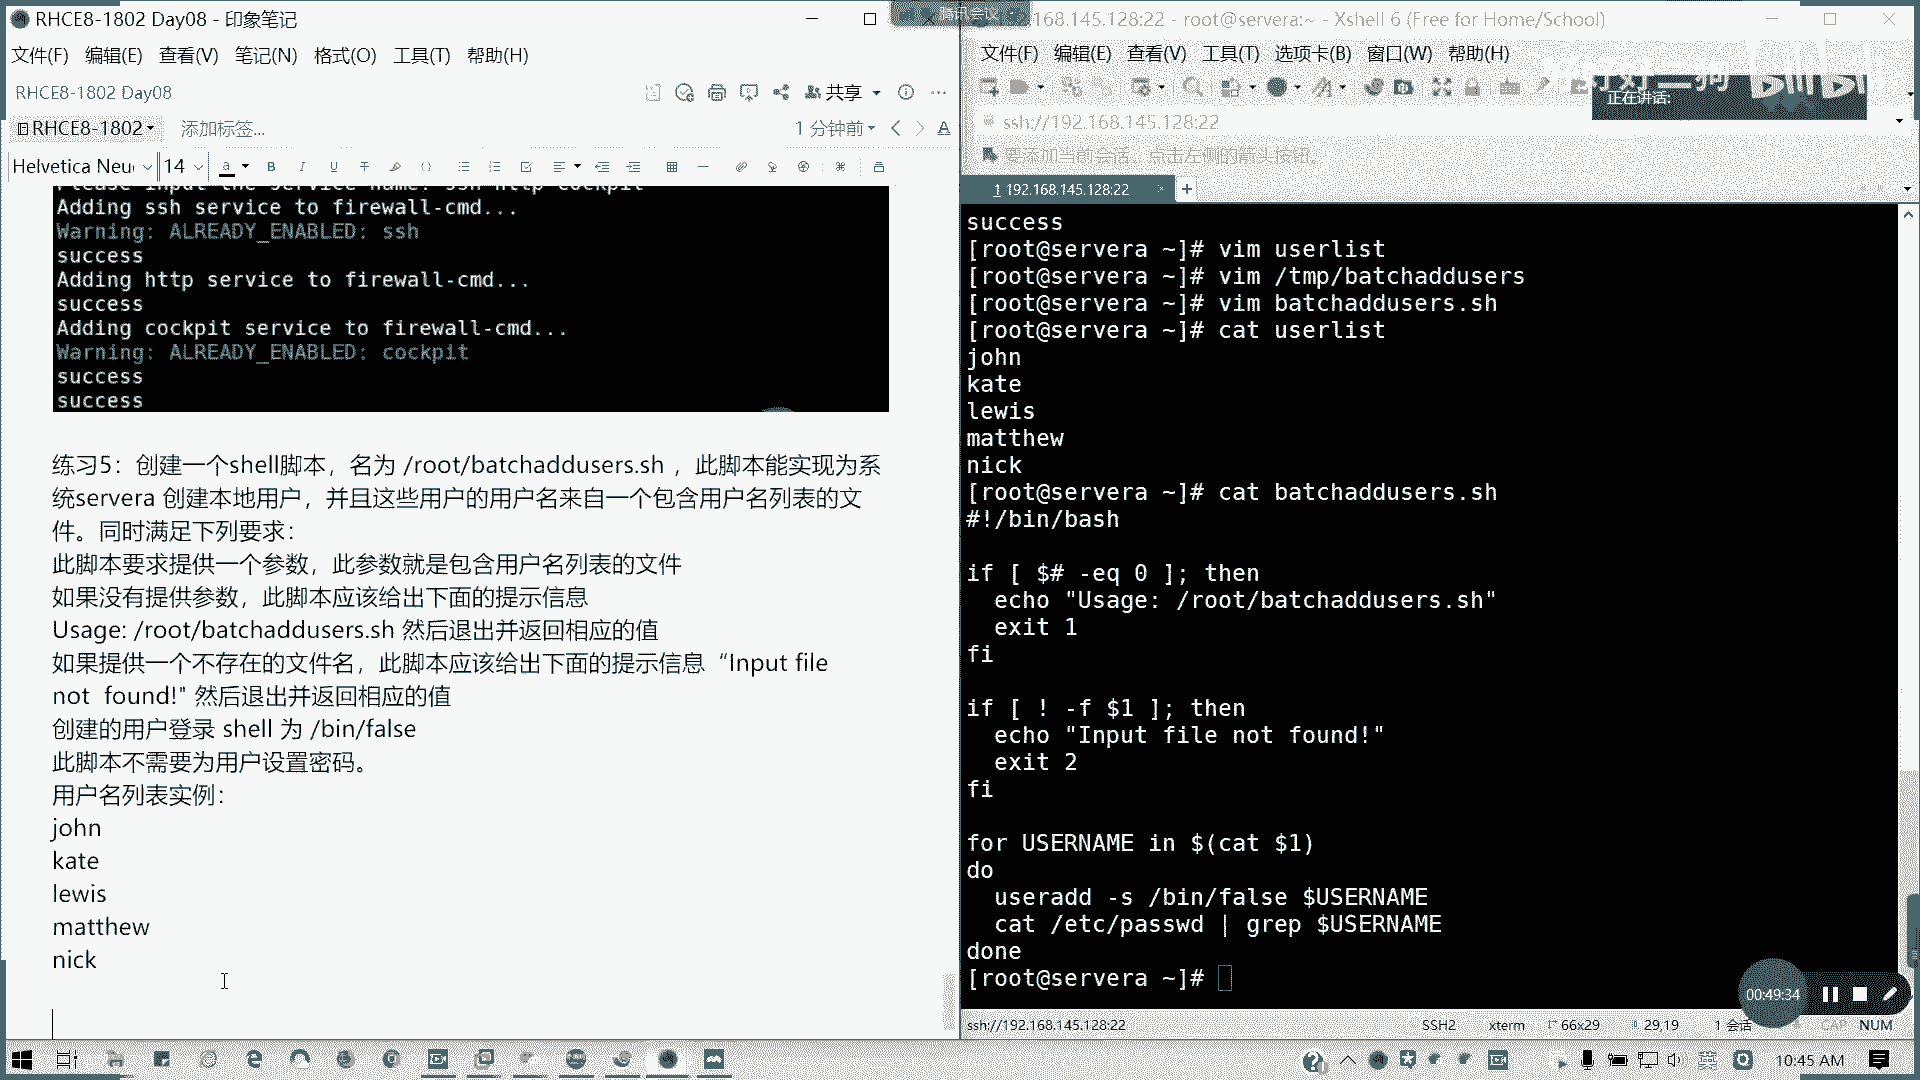 RHCE8-1802 Day08 - 印象笔记
文件(F) 编辑(E) 查看(V) 笔记(N) 格式(O) 工具(T) 帮助(H)
RHCE8-1802 Day08
共享
RHCE8-1802 添加标签...
1 分钟前
Helvetica Neu 14
Please input the service name: ssh http cockpit
Adding ssh service to firewall-cmd...
Warning: ALREADY_ENABLED: ssh
success
Adding http service to firewall-cmd...
success
Adding cockpit service to firewall-cmd...
Warning: ALREADY_ENABLED: cockpit
success
success
练习5：创建一个shell脚本，名为 /root/batchaddusers.sh ，此脚本能实现为系
统servera 创建本地用户，并且这些用户的用户名来自一个包含用户名列表的文
件。同时满足下列要求：
此脚本要求提供一个参数，此参数就是包含用户名列表的文件
如果没有提供参数，此脚本应该给出下面的提示信息
Usage: /root/batchaddusers.sh 然后退出并返回相应的值
如果提供一个不存在的文件名，此脚本应该给出下面的提示信息“Input file
not  found!" 然后退出并返回相应的值
创建的用户登录 shell 为 /bin/false
此脚本不需要为用户设置密码。
用户名列表实例：
john
kate
lewis
matthew
nick
腾讯会议
168.145.128:22 - root@servera:~ - Xshell 6 (Free for Home/School)
文件(F) 编辑(E) 查看(V) 工具(T) 选项卡(B) 窗口(W) 帮助(H)
正在讲话:
ssh://192.168.145.128:22
要添加当前会话，点击左侧的箭头按钮。
1 192.168.145.128:22
success
[root@servera ~]# vim userlist
[root@servera ~]# vim /tmp/batchaddusers
[root@servera ~]# vim batchaddusers.sh
[root@servera ~]# cat userlist
john
kate
lewis
matthew
nick
[root@servera ~]# cat batchaddusers.sh
#!/bin/bash
if [ $# -eq 0 ]; then
  echo "Usage: /root/batchaddusers.sh"
  exit 1
fi
if [ ! -f $1 ]; then
  echo "Input file not found!"
  exit 2
fi
for USERNAME in $(cat $1)
do
  useradd -s /bin/false $USERNAME
  cat /etc/passwd | grep $USERNAME
done
[root@servera ~]#
00:49:34
ssh://192.168.145.128:22 SSH2 xterm 66x29 29,19 1 会话 CAP NUM
英
10:45 AM